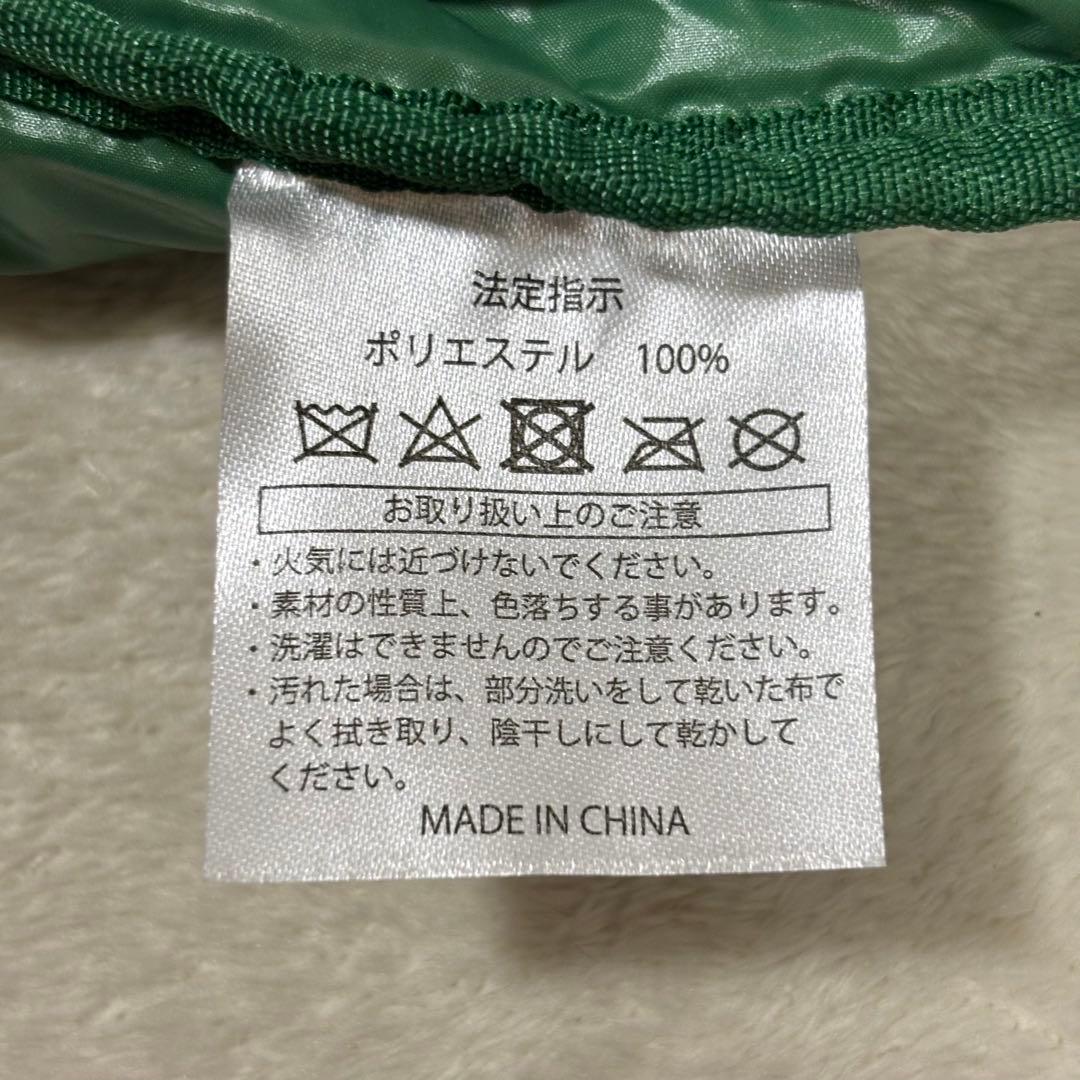 法定指示
ポリエステル 100%
お取り扱い上のご注意
・火気には近づけないでください。
・素材の性質上、色落ちする事があります。
・洗濯はできませんのでご注意ください。
・汚れた場合は、部分洗いをして乾いた布で
よく拭き取り、陰干しにして乾かして
ください。
MADE IN CHINA